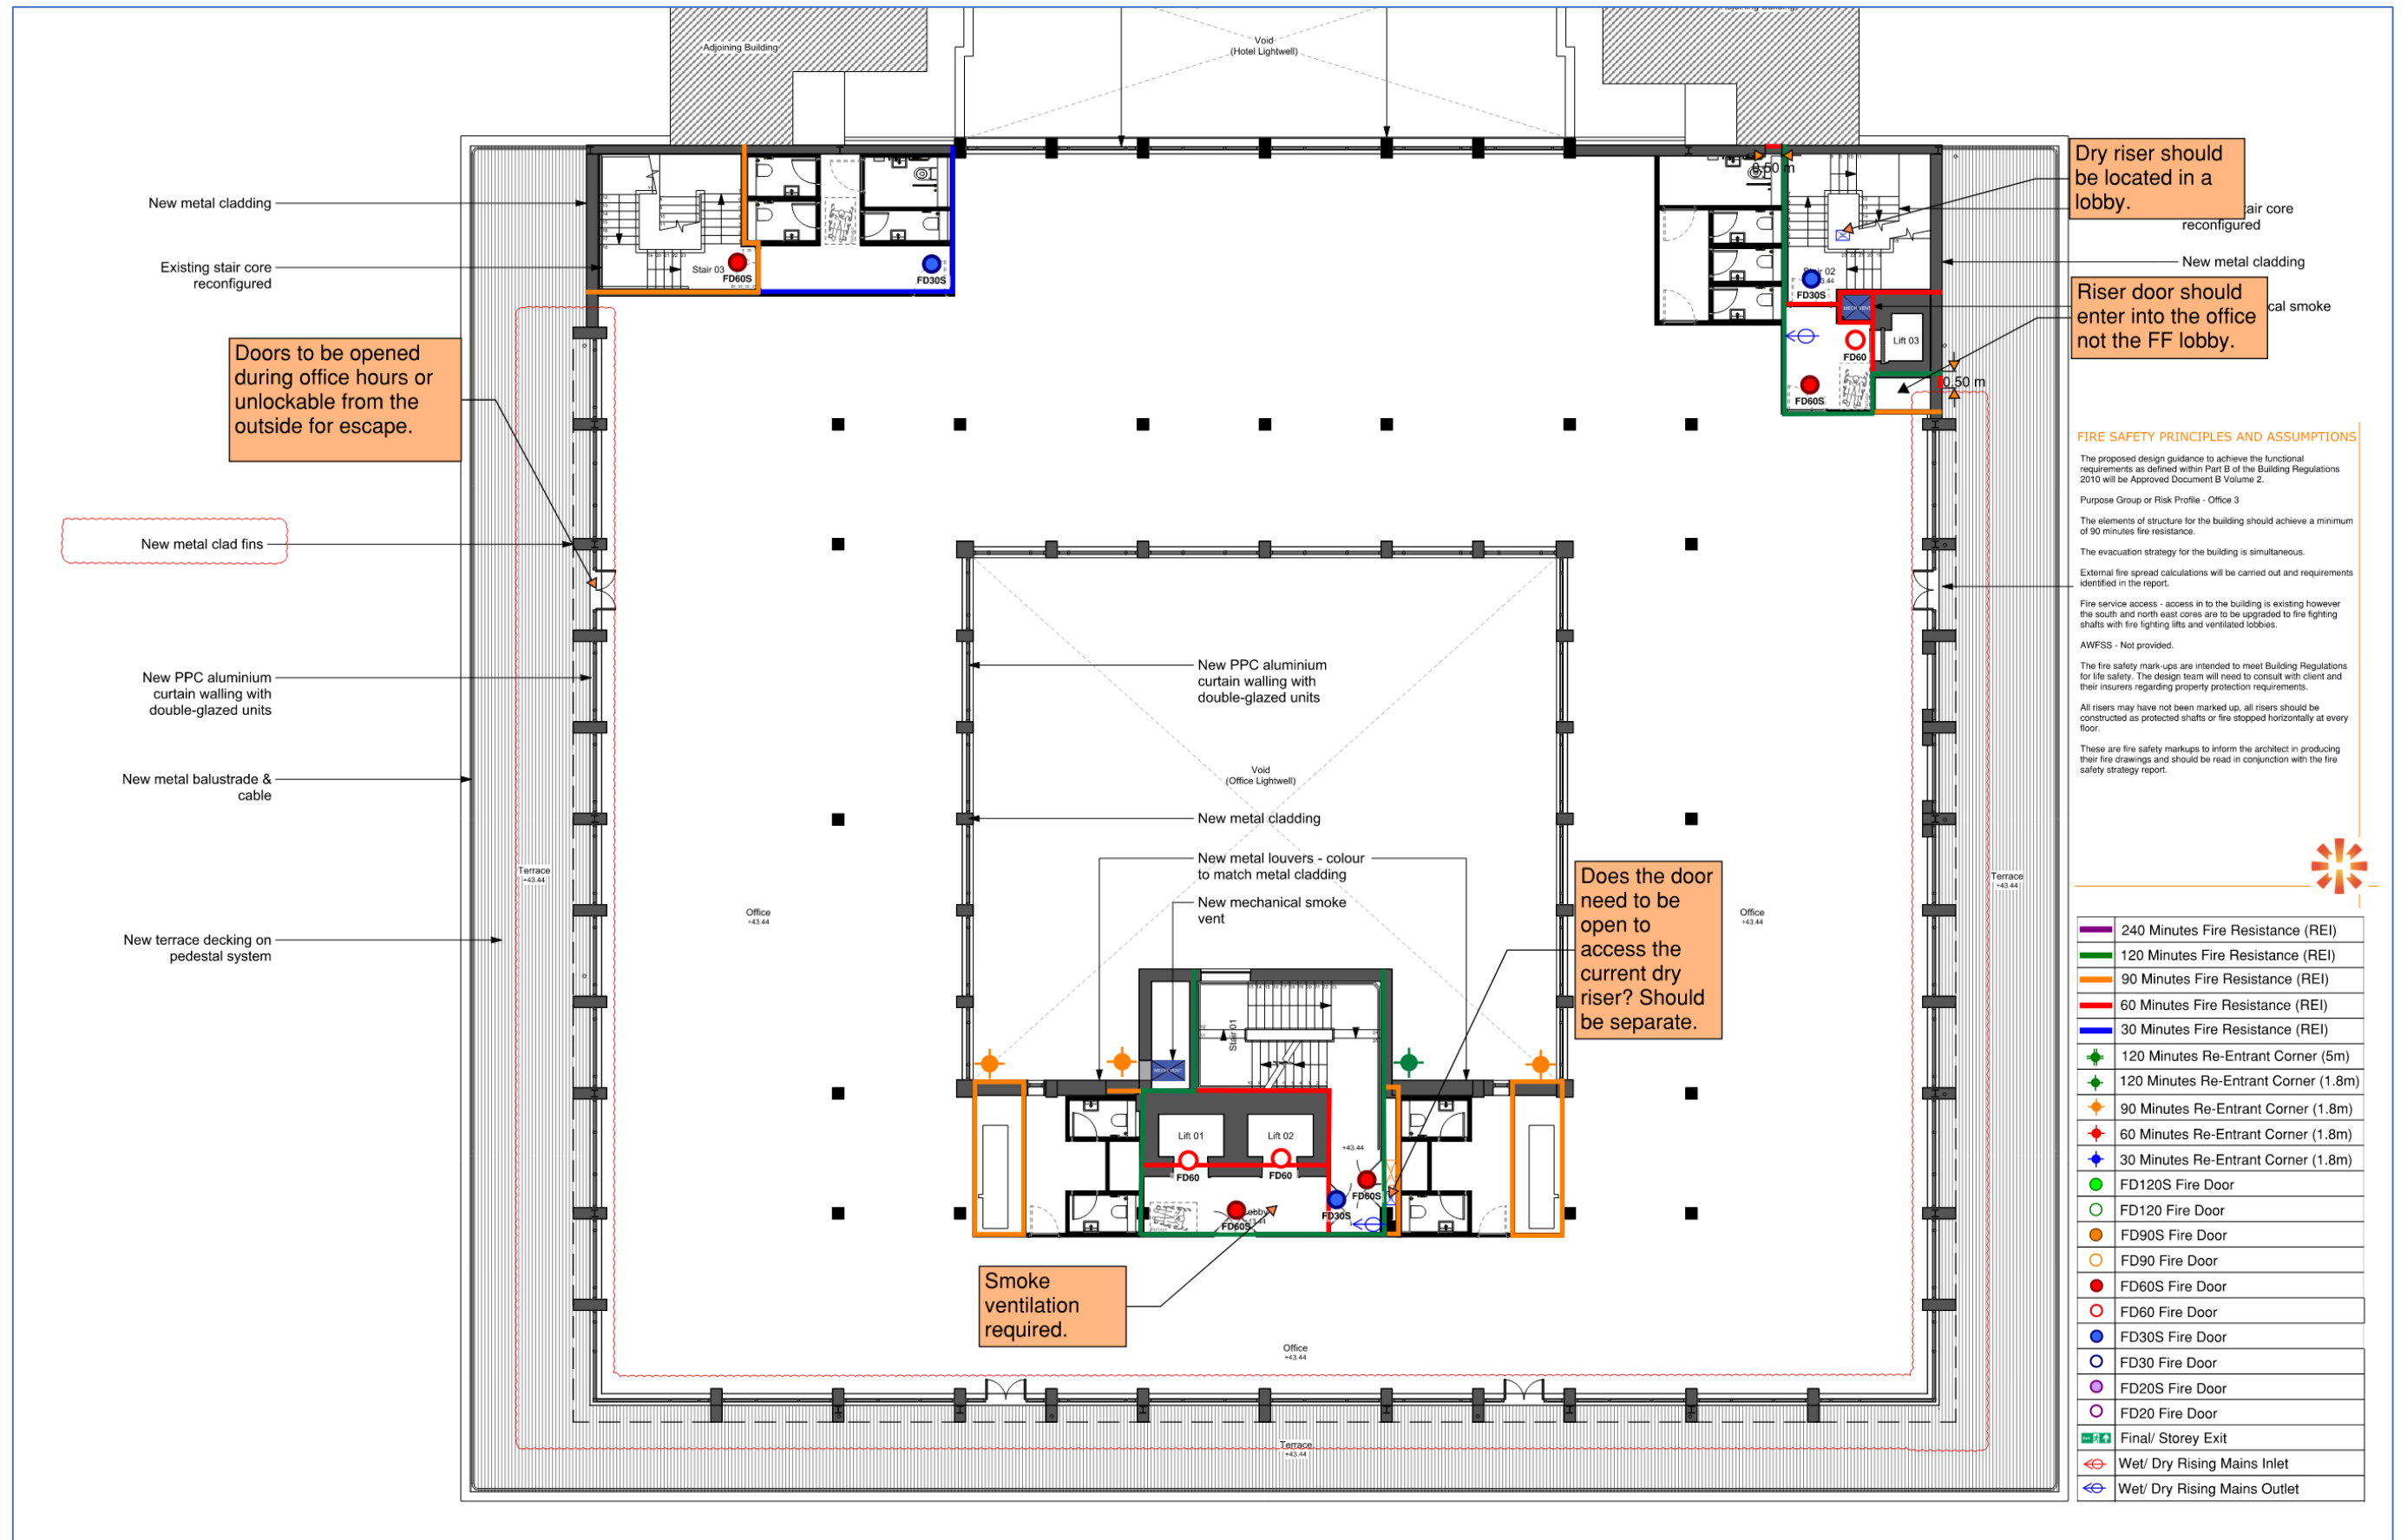 Adjoining Building
Void
(Hotel Lightwell)
New metal cladding
Existing stair core
reconfigured
Stair 03
FD60S
FD30S
0.50 m
Dry riser should
be located in a
lobby.
air core
reconfigured
New metal cladding
Riser door should
enter into the office
not the FF lobby.
cal smoke
FD30S
Lift 03
FD60
FD60S
0.50 m
Doors to be opened
during office hours or
unlockable from the
outside for escape.
New metal clad fins
New PPC aluminium
curtain walling with
double-glazed units
New metal balustrade &
cable
New terrace decking on
pedestal system
Terrace
+43.44
Office
+43.44
New PPC aluminium
curtain walling with
double-glazed units
Void
(Office Lightwell)
New metal cladding
New metal louvers - colour
to match metal cladding
New mechanical smoke
vent
Does the door
need to be
open to
access the
current dry
riser? Should
be separate.
Office
+43.44
Terrace
+43.44
Stair 01
Lift 01
Lift 02
+43.44
FD60
FD60
FD60S
FD30S
FD60S
Smoke
ventilation
required.
Office
+43.44
Terrace
+43.44
FIRE SAFETY PRINCIPLES AND ASSUMPTIONS
The proposed design guidance to achieve the functional
requirements as defined within Part B of the Building Regulations
2010 will be Approved Document B Volume 2.
Purpose Group or Risk Profile - Office 3
The elements of structure for the building should achieve a minimum
of 90 minutes fire resistance.
The evacuation strategy for the building is simultaneous.
External fire spread calculations will be carried out and requirements
identified in the report.
Fire service access - access in to the building is existing however
the south and north east cores are to be upgraded to fire fighting
shafts with fire fighting lifts and ventilated lobbies.
AWFSS - Not provided.
The fire safety mark-ups are intended to meet Building Regulations
for life safety. The design team will need to consult with client and
their insurers regarding property protection requirements.
All risers may have not been marked up, all risers should be
constructed as protected shafts or fire stopped horizontally at every
floor.
These are fire safety markups to inform the architect in producing
their fire drawings and should be read in conjunction with the fire
safety strategy report.
240 Minutes Fire Resistance (REI)
120 Minutes Fire Resistance (REI)
90 Minutes Fire Resistance (REI)
60 Minutes Fire Resistance (REI)
30 Minutes Fire Resistance (REI)
120 Minutes Re-Entrant Corner (5m)
120 Minutes Re-Entrant Corner (1.8m)
90 Minutes Re-Entrant Corner (1.8m)
60 Minutes Re-Entrant Corner (1.8m)
30 Minutes Re-Entrant Corner (1.8m)
FD120S Fire Door
FD120 Fire Door
FD90S Fire Door
FD90 Fire Door
FD60S Fire Door
FD60 Fire Door
FD30S Fire Door
FD30 Fire Door
FD20S Fire Door
FD20 Fire Door
Final/ Storey Exit
Wet/ Dry Rising Mains Inlet
Wet/ Dry Rising Mains Outlet